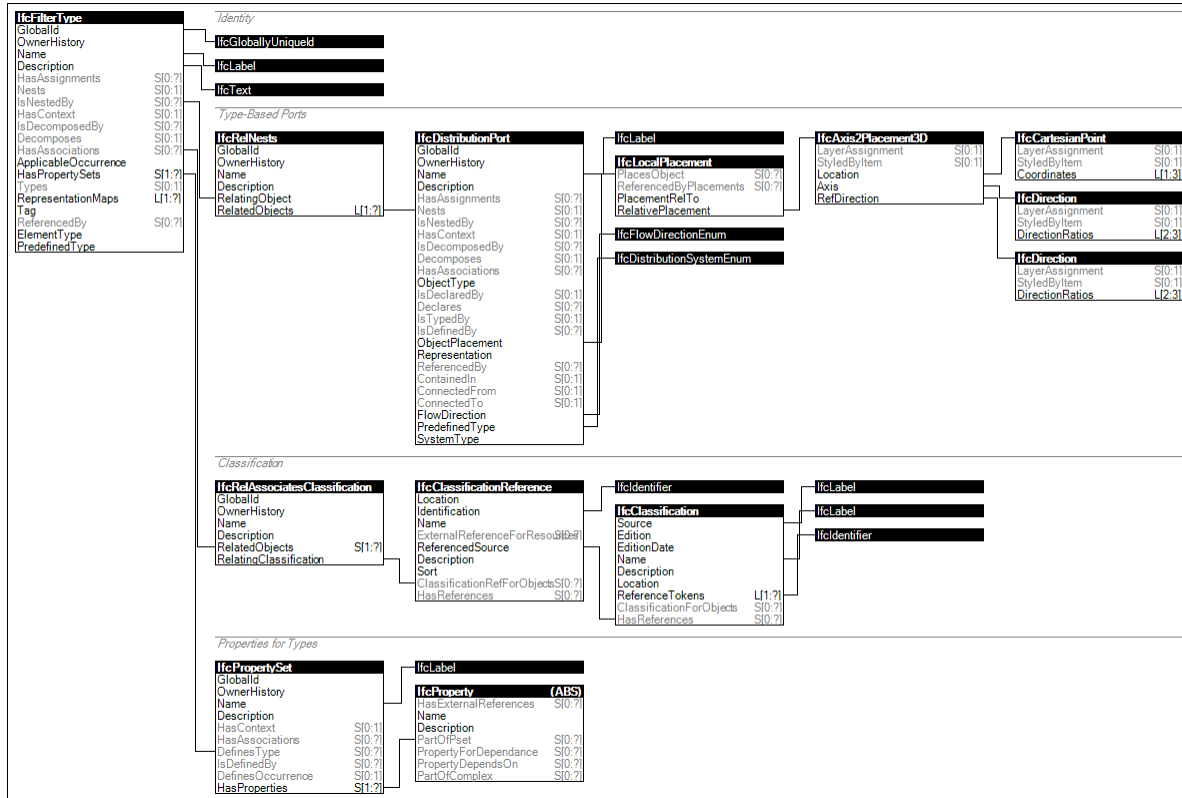 IfcFilterType
GlobalId
OwnerHistory
Name
Description
HasAssignments S[0:?]
Nests S[0:1]
IsNestedBy S[0:?]
HasContext S[0:1]
IsDecomposedBy S[0:?]
Decomposes S[0:1]
HasAssociations S[0:?]
ApplicableOccurrence
HasPropertySets S[1:?]
Types S[0:1]
RepresentationMaps L[1:?]
Tag
ReferencedBy S[0:?]
ElementType
PredefinedType
Identity
IfcGloballyUniqueId
IfcLabel
IfcText
Type-Based Ports
IfcRelNests
GlobalId
OwnerHistory
Name
Description
RelatingObject
RelatedObjects L[1:?]
IfcDistributionPort
GlobalId
OwnerHistory
Name
Description
HasAssignments S[0:?]
Nests S[0:1]
IsNestedBy S[0:?]
HasContext S[0:1]
IsDecomposedBy S[0:?]
Decomposes S[0:1]
HasAssociations S[0:?]
ObjectType
IsDeclaredBy S[0:1]
Declares S[0:?]
IsTypedBy S[0:1]
IsDefinedBy S[0:?]
ObjectPlacement
Representation
ReferencedBy S[0:?]
ContainedIn S[0:1]
ConnectedFrom S[0:1]
ConnectedTo S[0:1]
FlowDirection
PredefinedType
SystemType
IfcLabel
IfcLocalPlacement
PlacesObject S[0:?]
ReferencedByPlacements S[0:?]
PlacementRelTo
RelativePlacement
IfcFlowDirectionEnum
IfcDistributionSystemEnum
IfcAxis2Placement3D
LayerAssignment S[0:1]
StyledByItem S[0:1]
Location
Axis
RefDirection
IfcCartesianPoint
LayerAssignment S[0:1]
StyledByItem S[0:1]
Coordinates L[1:3]
IfcDirection
LayerAssignment S[0:1]
StyledByItem S[0:1]
DirectionRatios L[2:3]
IfcDirection
LayerAssignment S[0:1]
StyledByItem S[0:1]
DirectionRatios L[2:3]
Classification
IfcRelAssociatesClassification
GlobalId
OwnerHistory
Name
Description
RelatedObjects S[1:?]
RelatingClassification
IfcClassificationReference
Location
Identification
Name
ExternalReferenceForResources S[0:?]
ReferencedSource
Description
Sort
ClassificationRefForObjects S[0:?]
HasReferences S[0:?]
IfcIdentifier
IfcClassification
Source
Edition
EditionDate
Name
Description
Location
ReferenceTokens L[1:?]
ClassificationForObjects S[0:?]
HasReferences S[0:?]
IfcLabel
IfcLabel
IfcIdentifier
Properties for Types
IfcPropertySet
GlobalId
OwnerHistory
Name
Description
HasContext S[0:1]
HasAssociations S[0:?]
DefinesType S[0:?]
IsDefinedBy S[0:?]
DefinesOccurrence S[0:1]
HasProperties S[1:?]
IfcLabel
IfcProperty (ABS)
HasExternalReferences S[0:?]
Name
Description
PartOfPset S[0:?]
PropertyForDependance S[0:?]
PropertyDependsOn S[0:?]
PartOfComplex S[0:?]